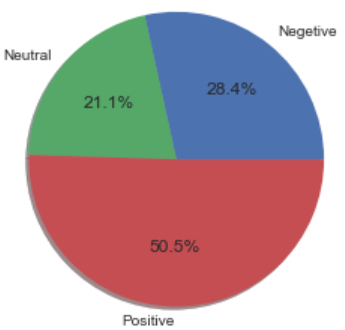 Negetive
Neutral
28.4%
21.1%
50.5%
Positive